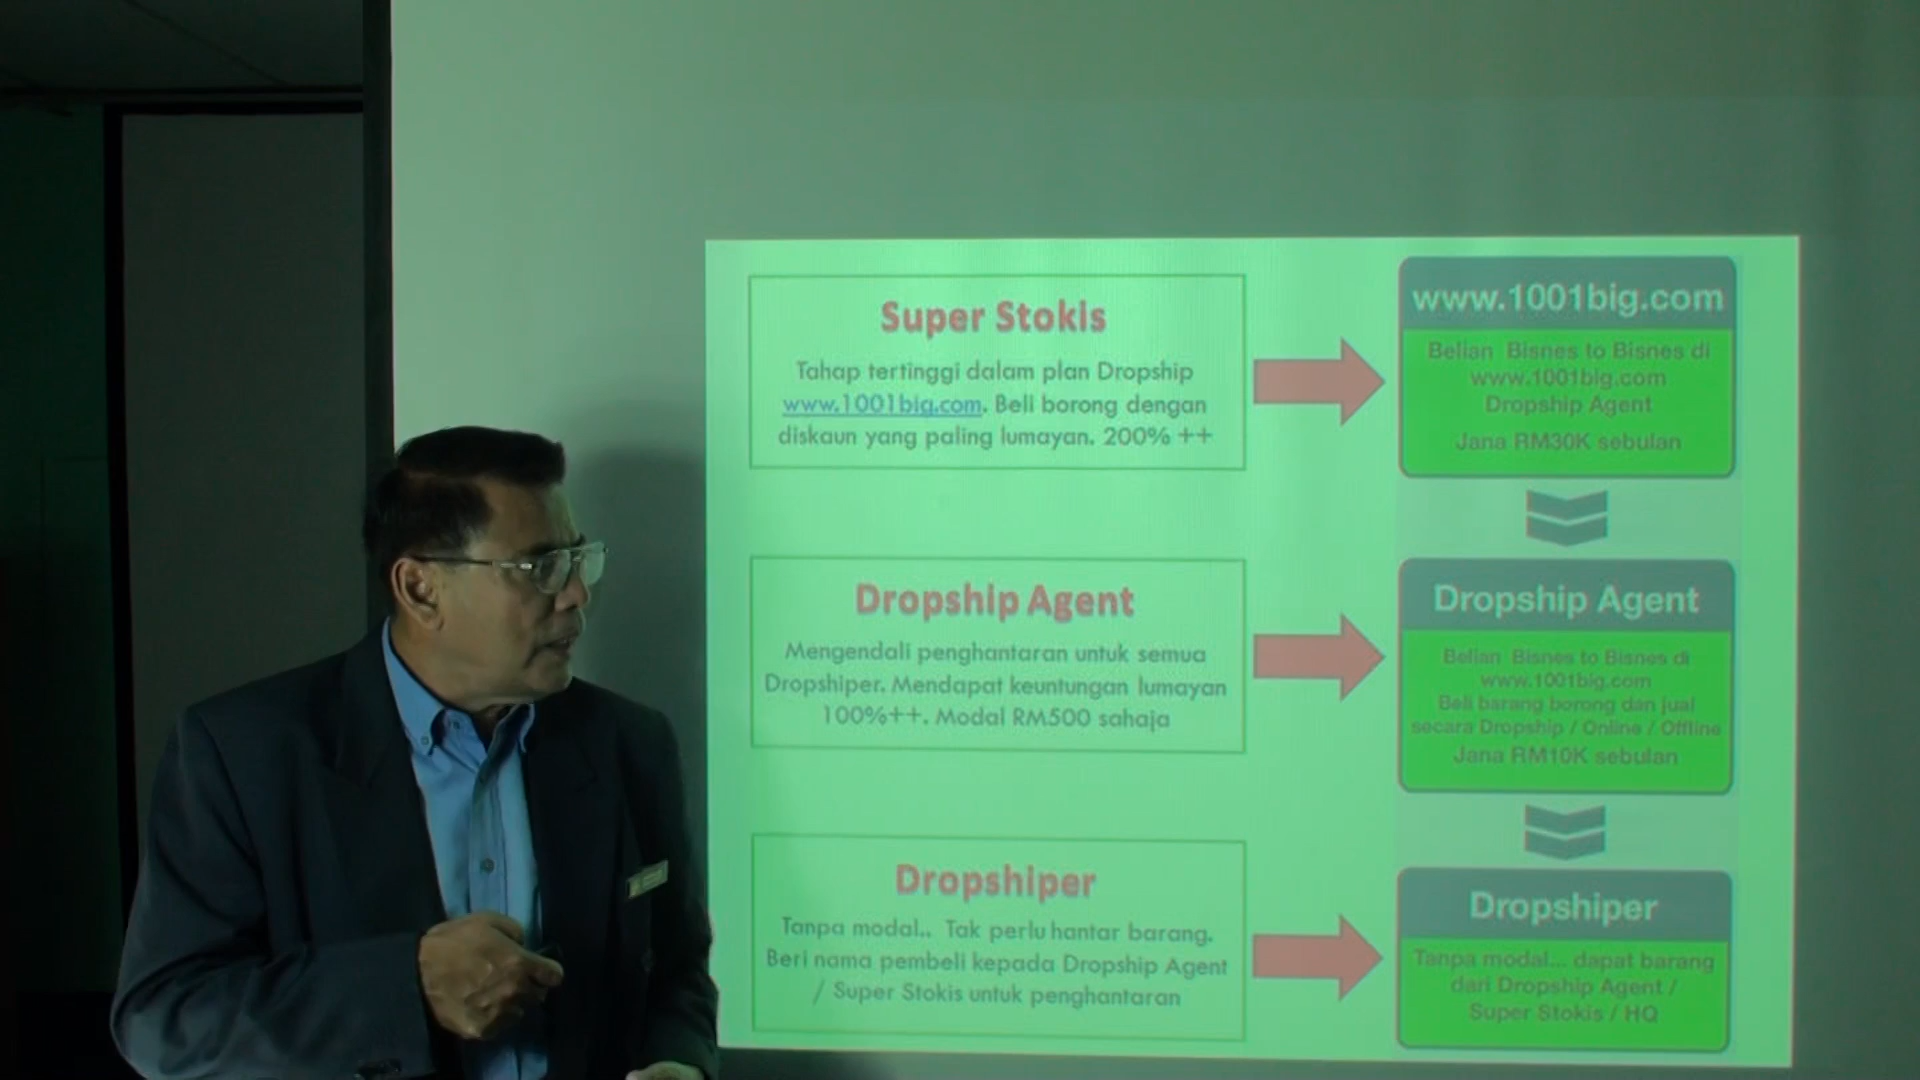 Super Stokis
Tahap tertinggi dalam plan Dropship
www.1001big.com. Beli borong dengan
diskaun yang paling lumayan. 200% ++
www.1001big.com
Belian Bisnes to Bisnes di
www.1001big.com
Dropship Agent
Jana RM30K sebulan
Dropship Agent
Mengendali penghantaran untuk semua
Dropshiper. Mendapat keuntungan lumayan
100%++. Modal RM500 sahaja
Dropship Agent
Belian Bisnes to Bisnes di
www.1001big.com
Beli barang borong dan jual
secara Dropship / Online / Offline
Jana RM10K sebulan
Dropshiper
Tanpa modal.. Tak perlu hantar barang.
Beri nama pembeli kepada Dropship Agent
/ Super Stokis untuk penghantaran
Dropshiper
Tanpa modal... dapat barang
dari Dropship Agent /
Super Stokis / HQ